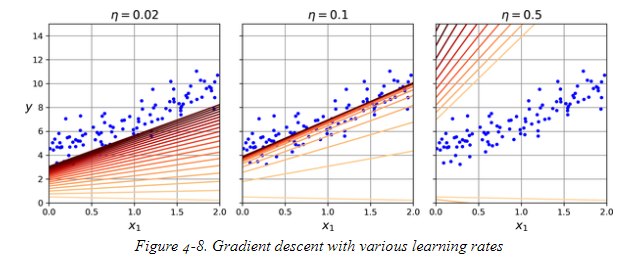 η = 0.02 η = 0.1 η = 0.5
14
12
10
y 8
6
4
2
0
0.0 0.5 1.0 1.5 2.0 0.0 0.5 1.0 1.5 2.0 0.0 0.5 1.0 1.5 2.0
x₁ x₁ x₁
Figure 4-8. Gradient descent with various learning rates